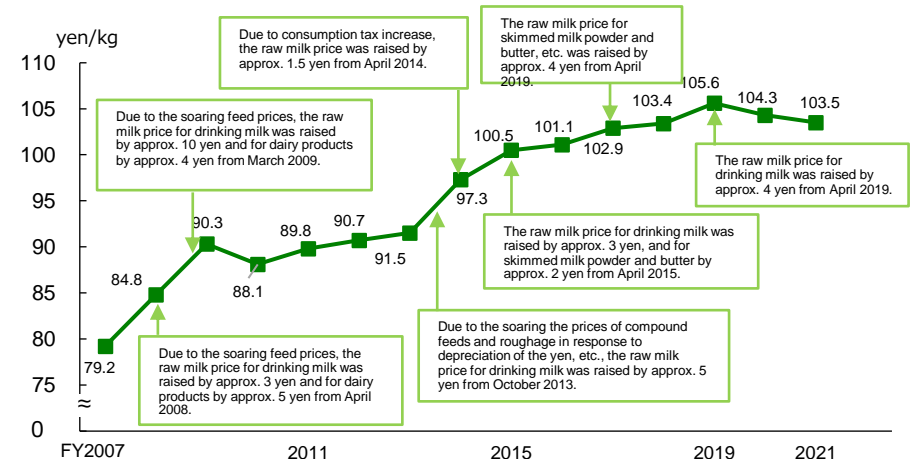 yen/kg
110
105
100
95
90
85
80
75
≈
0
FY2007
2011
2015
2019
2021
79.2
84.8
90.3
88.1
89.8
90.7
91.5
97.3
100.5
101.1
102.9
103.4
105.6
104.3
103.5
Due to the soaring feed prices, the raw
milk price for drinking milk was raised
by approx. 10 yen and for dairy products
by approx. 4 yen from March 2009.
Due to consumption tax increase,
the raw milk price was raised by
approx. 1.5 yen from April 2014.
The raw milk price for
skimmed milk powder and
butter, etc. was raised by
approx. 4 yen from April
2019.
The raw milk price for
drinking milk was raised by
approx. 4 yen from April 2019.
The raw milk price for drinking milk was
raised by approx. 3 yen, and for
skimmed milk powder and butter by
approx. 2 yen from April 2015.
Due to the soaring feed prices, the
raw milk price for drinking milk was
raised by approx. 3 yen and for dairy
products by approx. 5 yen from April
2008.
Due to the soaring the prices of compound
feeds and roughage in response to
depreciation of the yen, etc., the raw milk
price for drinking milk was raised by approx. 5
yen from October 2013.